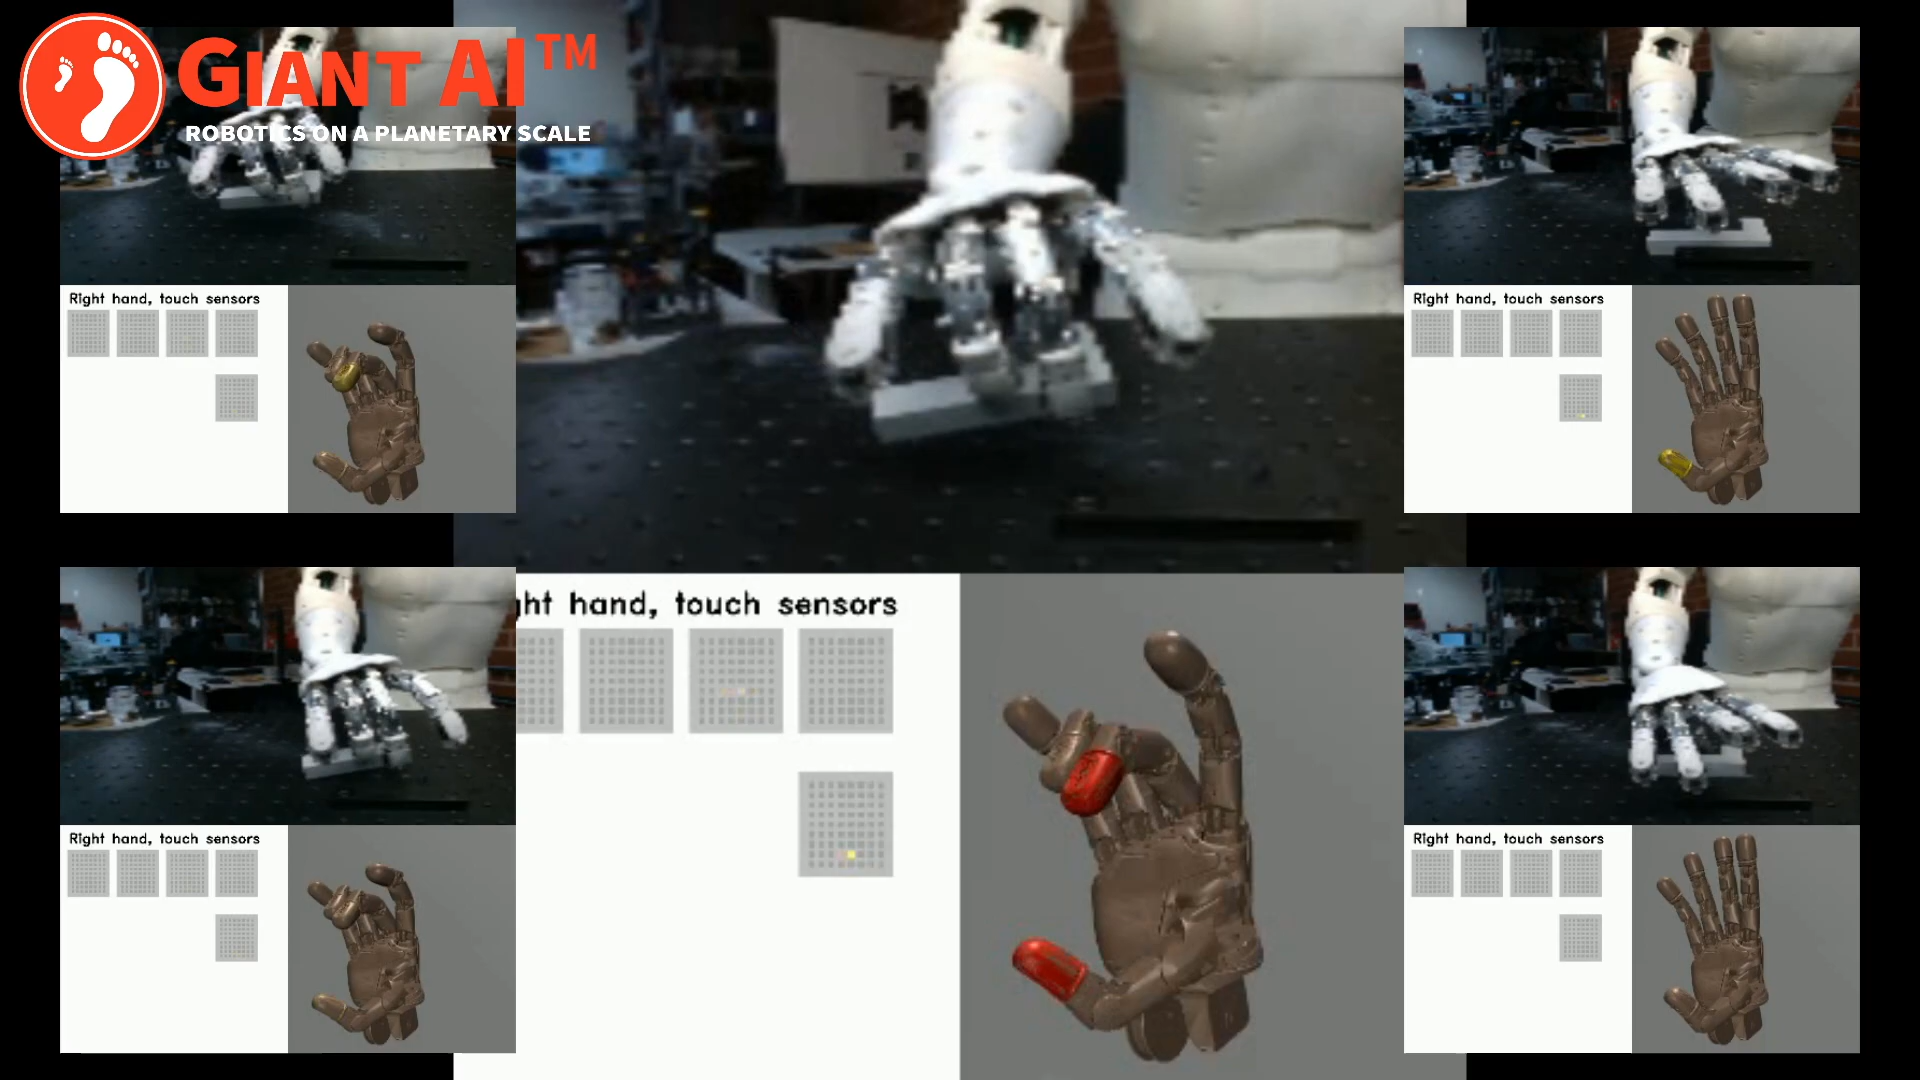 GIANT AI™
ROBOTICS ON A PLANETARY SCALE
Right hand, touch sensors
Right hand, touch sensors
ght hand, touch sensors
Right hand, touch sensors
Right hand, touch sensors